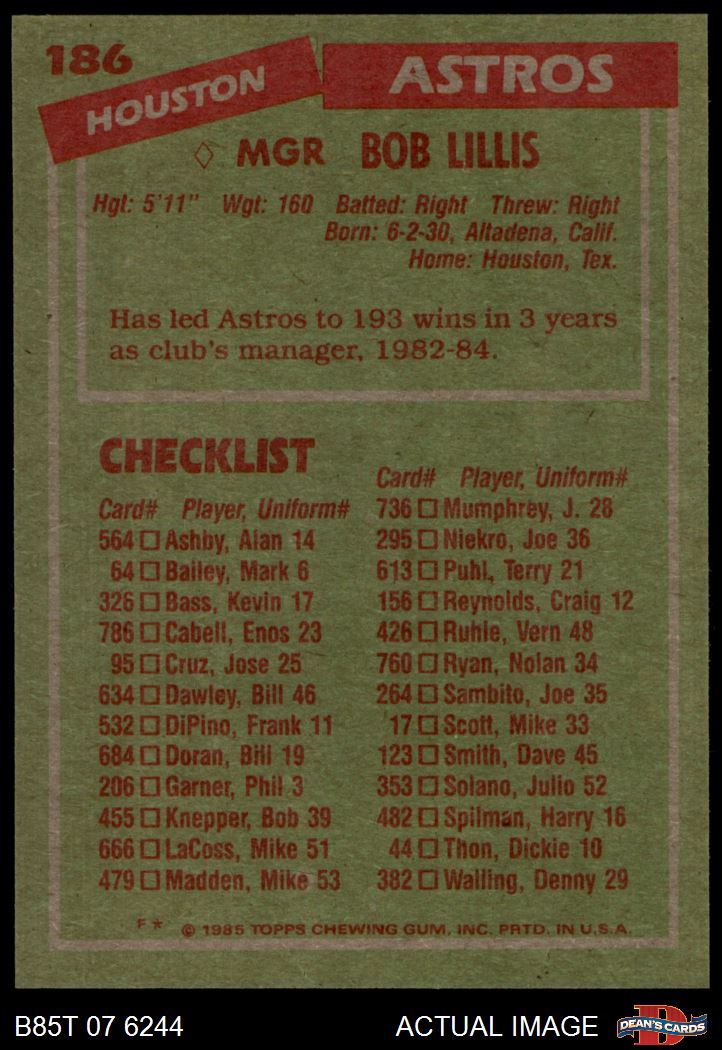 186
HOUSTON ASTROS
MGR BOB LILLIS
Hgt: 5'11" Wgt: 160 Batted: Right Threw: Right
Born: 6-2-30, Altadena, Calif.
Home: Houston, Tex.
Has led Astros to 193 wins in 3 years
as club's manager, 1982-84.
CHECKLIST
Card# Player, Uniform#
564 Ashby, Alan 14
64 Bailey, Mark 6
326 Bass, Kevin 17
786 Cabell, Enos 23
95 Cruz, Jose 25
634 Dawley, Bill 46
532 DiPino, Frank 11
684 Doran, Bill 19
206 Garner, Phil 3
455 Knepper, Bob 39
666 LaCoss, Mike 51
479 Madden, Mike 53
Card# Player, Uniform#
736 Mumphrey, J. 28
295 Niekro, Joe 36
613 Puhl, Terry 21
156 Reynolds, Craig 12
426 Ruhle, Vern 48
760 Ryan, Nolan 34
264 Sambito, Joe 35
17 Scott, Mike 33
123 Smith, Dave 45
353 Solano, Julio 52
482 Spilman, Harry 16
44 Thon, Dickie 10
382 Walling, Denny 29
F* © 1985 TOPPS CHEWING GUM, INC. PRTD. IN U.S.A.
B85T 07 6244
ACTUAL IMAGE
D
DEAN'S CARDS